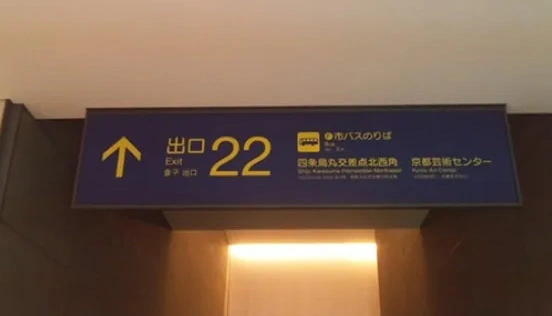 出口
Exit
22
市バスのりば
Bus
四条烏丸交差点北西角
Shijo Karasuma Intersection Northwest
京都芸術センター
Kyoto Art Center